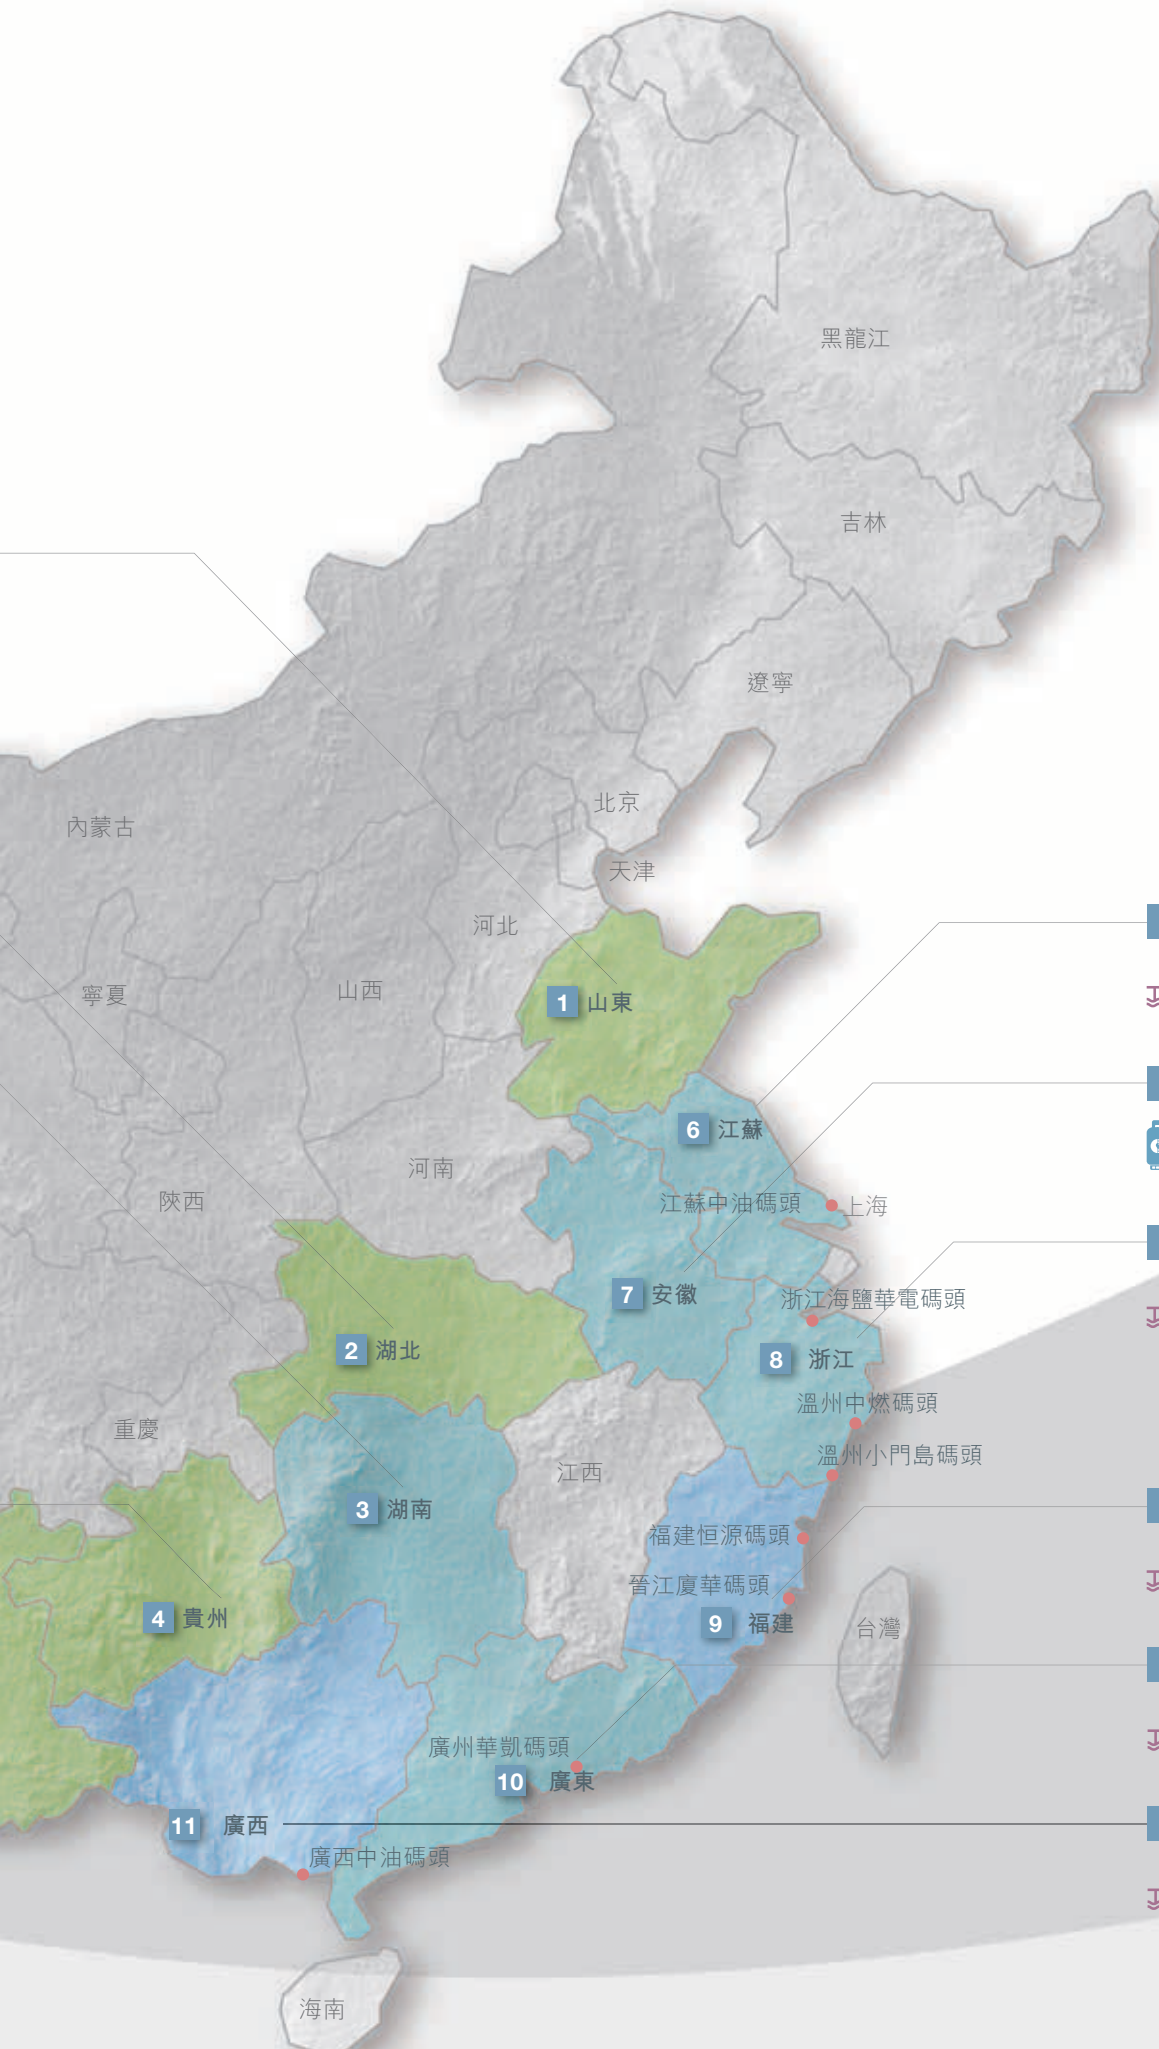 黑龍江
吉林
遼寧
北京
內蒙古
天津
河北
山西
寧夏
1 山東
6 江蘇
河南
陝西
江蘇中油碼頭
上海
7 安徽
浙江海鹽華電碼頭
2 湖北
8 浙江
溫州中燃碼頭
重慶
溫州小門島碼頭
江西
3 湖南
福建恒源碼頭
晉江廈華碼頭
4 貴州
9 福建
台灣
廣州華凱碼頭
10 廣東
11 廣西
廣西中油碼頭
海南